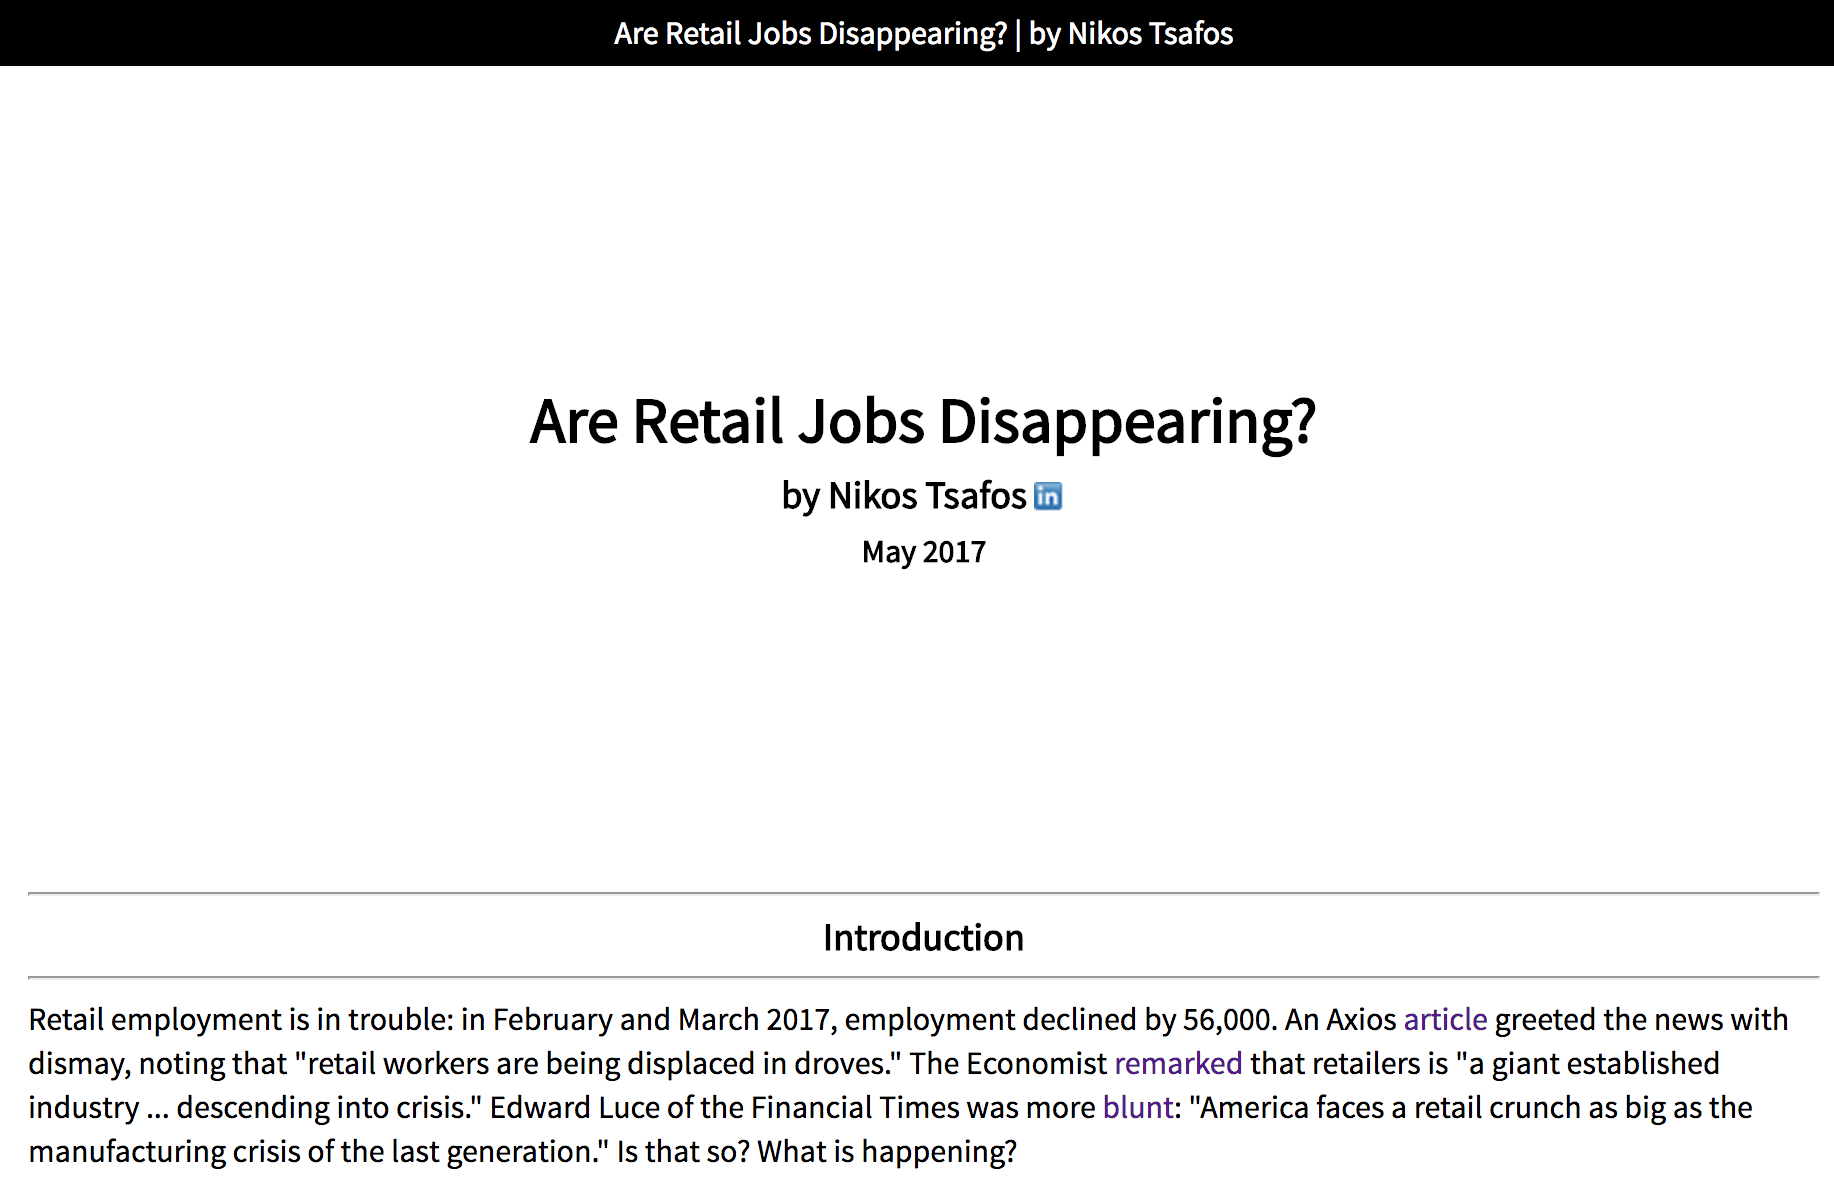 Are Retail Jobs Disappearing? | by Nikos Tsafos
Are Retail Jobs Disappearing?
by Nikos Tsafos in
May 2017
Introduction
Retail employment is in trouble: in February and March 2017, employment declined by 56,000. An Axios article greeted the news with
dismay, noting that "retail workers are being displaced in droves." The Economist remarked that retailers is "a giant established
industry ... descending into crisis." Edward Luce of the Financial Times was more blunt: "America faces a retail crunch as big as the
manufacturing crisis of the last generation." Is that so? What is happening?